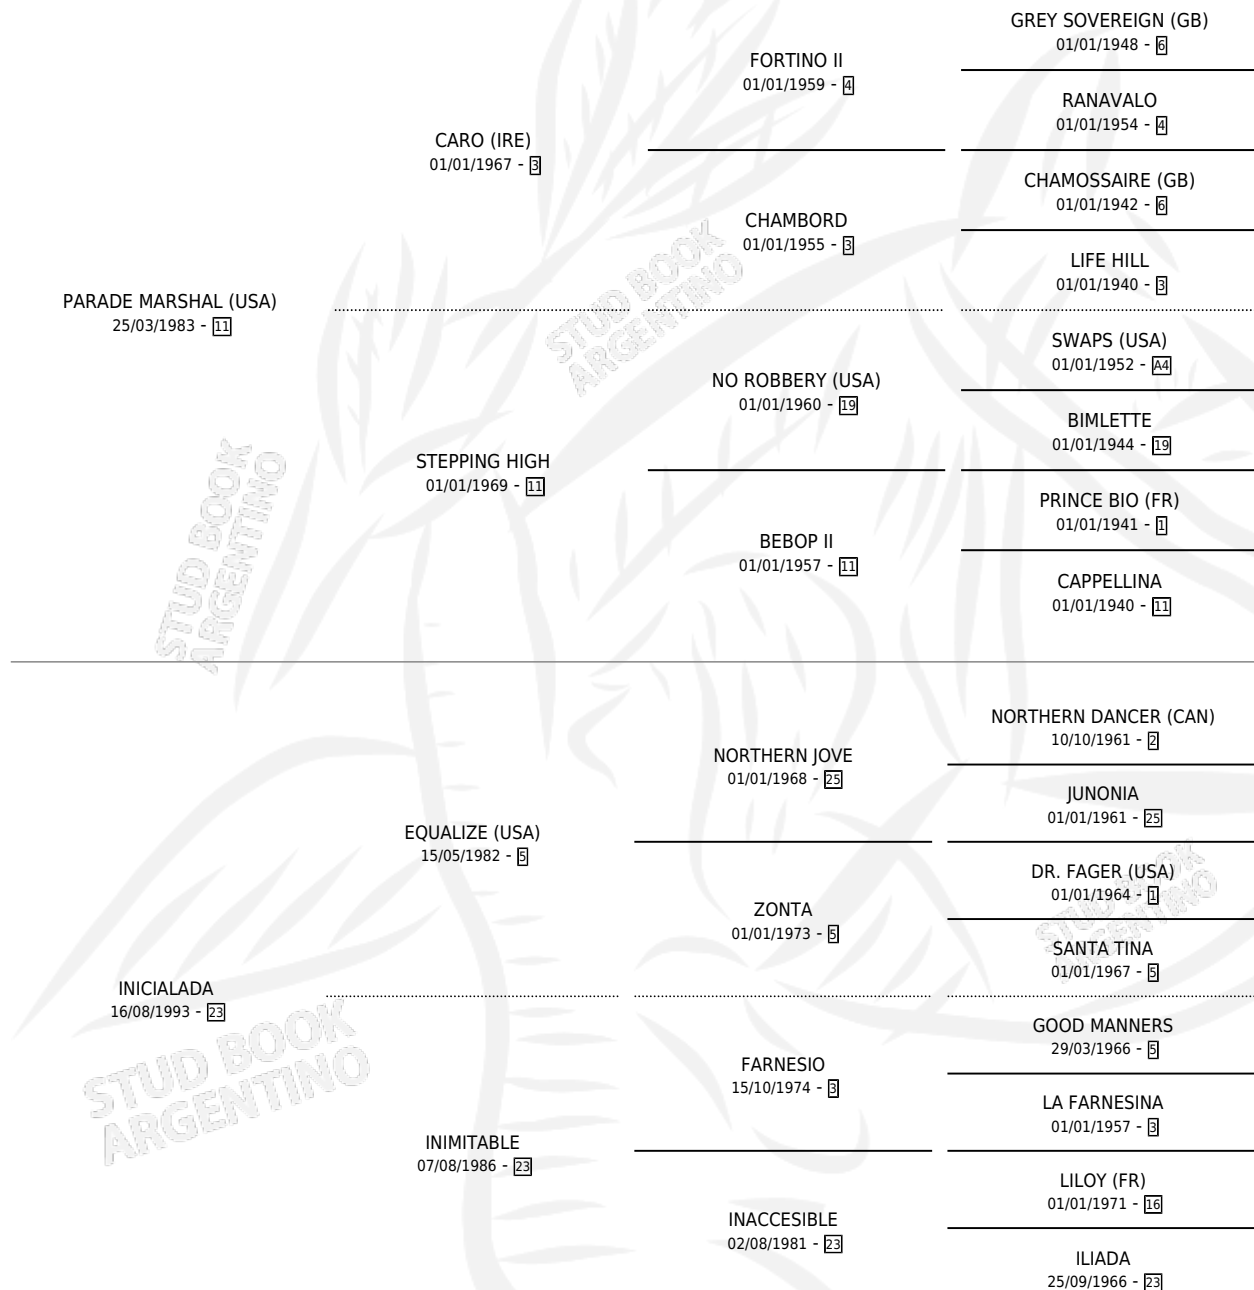 GREY SOVEREIGN (GB)
01/01/1948 - 6
FORTINO II
01/01/1959 - 4
RANAVALO
01/01/1954 - 4
CARO (IRE)
01/01/1967 - 3
CHAMOSSAIRE (GB)
01/01/1942 - 6
CHAMBORD
01/01/1955 - 3
LIFE HILL
01/01/1940 - 3
PARADE MARSHAL (USA)
25/03/1983 - 11
SWAPS (USA)
01/01/1952 - A4
NO ROBBERY (USA)
01/01/1960 - 19
BIMLETTE
01/01/1944 - 19
STEPPING HIGH
01/01/1969 - 11
PRINCE BIO (FR)
01/01/1941 - 1
BEBOP II
01/01/1957 - 11
CAPPELLINA
01/01/1940 - 11
NORTHERN DANCER (CAN)
10/10/1961 - 2
NORTHERN JOVE
01/01/1968 - 25
JUNONIA
01/01/1961 - 25
EQUALIZE (USA)
15/05/1982 - 5
DR. FAGER (USA)
01/01/1964 - 1
ZONTA
01/01/1973 - 5
SANTA TINA
01/01/1967 - 5
INICIALADA
16/08/1993 - 23
GOOD MANNERS
29/03/1966 - 5
FARNESIO
15/10/1974 - 3
LA FARNESINA
01/01/1957 - 3
INIMITABLE
07/08/1986 - 23
LILOY (FR)
01/01/1971 - 16
INACCESIBLE
02/08/1981 - 23
ILIADA
25/09/1966 - 23
STUD BOOK
ARGENTINO
STUD BOOK
ARGENTINO
STUD BOOK
ARGENTINO
STUD BOOK
ARGENTINO